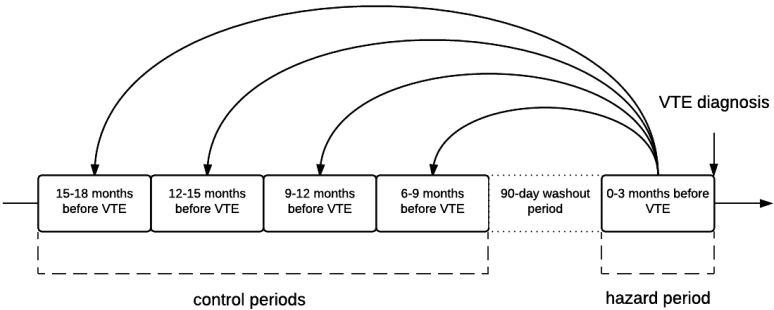 VTE diagnosis
15-18 months
before VTE
12-15 months
before VTE
9-12 months
before VTE
6-9 months
before VTE
90-day washout
period
0-3 months before
VTE
control periods
hazard period